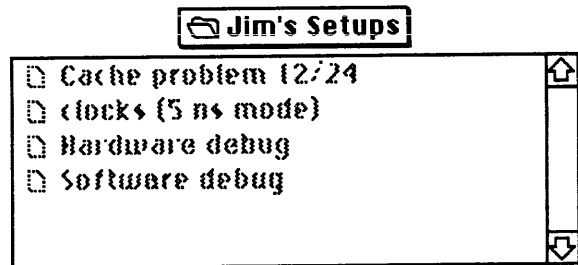 Jim's Setups
Cache problem 12/24
clocks (5 ns mode)
Hardware debug
Software debug